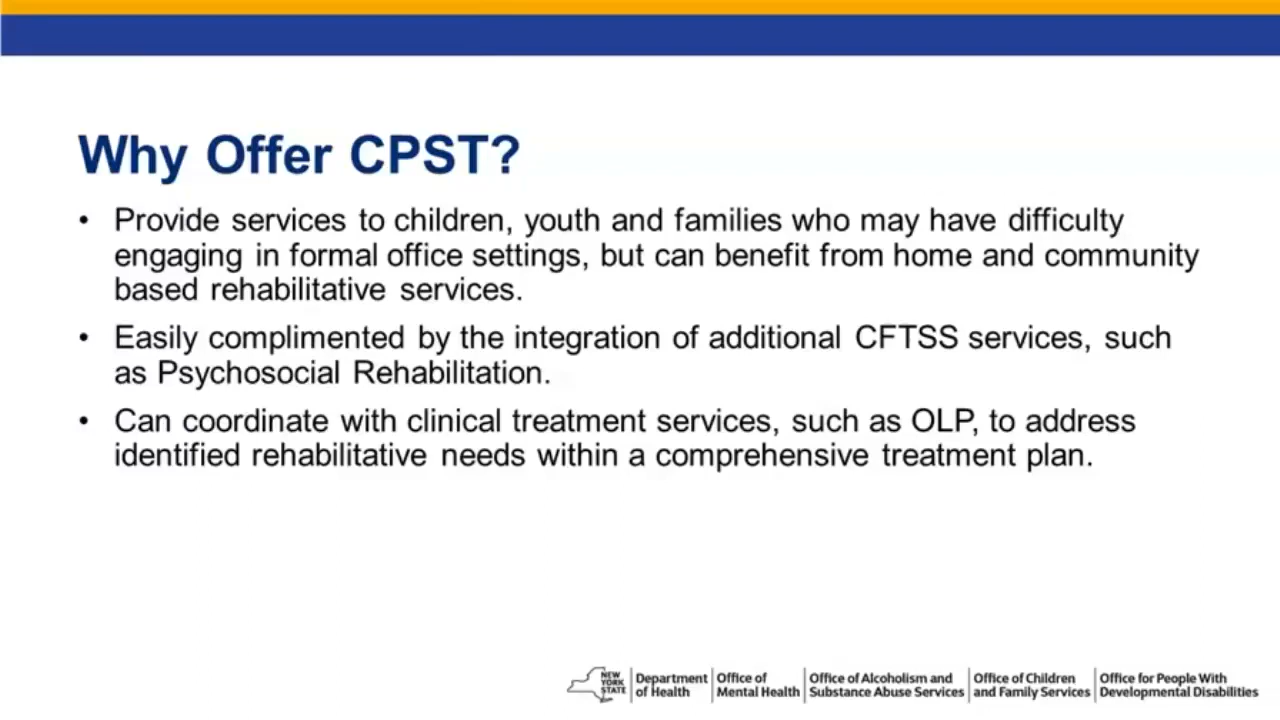 Why Offer CPST?
• Provide services to children, youth and families who may have difficulty
engaging in formal office settings, but can benefit from home and community
based rehabilitative services.
• Easily complimented by the integration of additional CFTSS services, such
as Psychosocial Rehabilitation.
• Can coordinate with clinical treatment services, such as OLP, to address
identified rehabilitative needs within a comprehensive treatment plan.
NEW
YORK
STATE
Department
of Health
Office of
Mental Health
Office of Alcoholism and
Substance Abuse Services
Office of Children
and Family Services
Office for People With
Developmental Disabilities